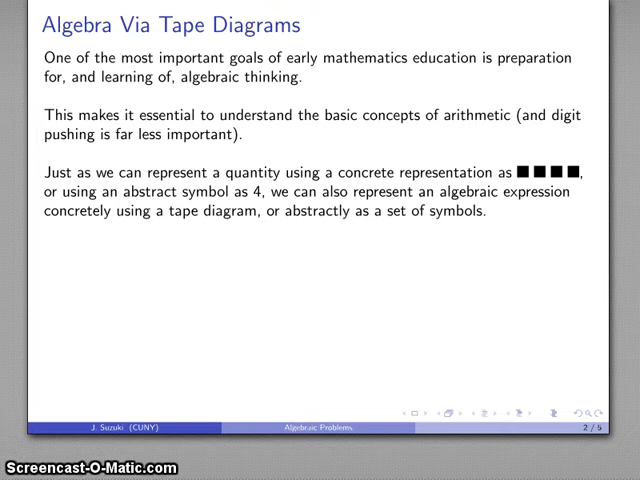 Algebra Via Tape Diagrams
One of the most important goals of early mathematics education is preparation
for, and learning of, algebraic thinking.
This makes it essential to understand the basic concepts of arithmetic (and digit
pushing is far less important).
Just as we can represent a quantity using a concrete representation as ■ ■ ■ ■,
or using an abstract symbol as 4, we can also represent an algebraic expression
concretely using a tape diagram, or abstractly as a set of symbols.
J. Suzuki (CUNY) Algebraic Problems 2 / 5
Screencast-O-Matic.com